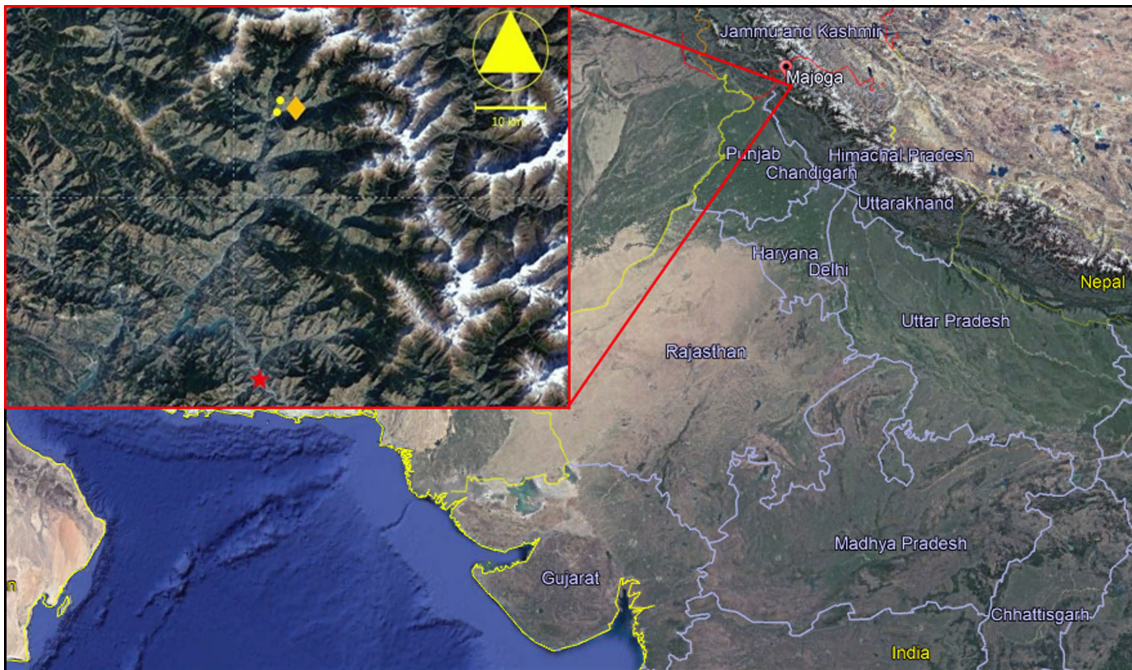 Jammu and Kashmir
Majoga
10 km
Punjab
Himachal Pradesh
Chandigarh
Uttarakhand
Haryana
Delhi
Nepal
Uttar Pradesh
Rajasthan
Madhya Pradesh
Gujarat
n
Chhattisgarh
India